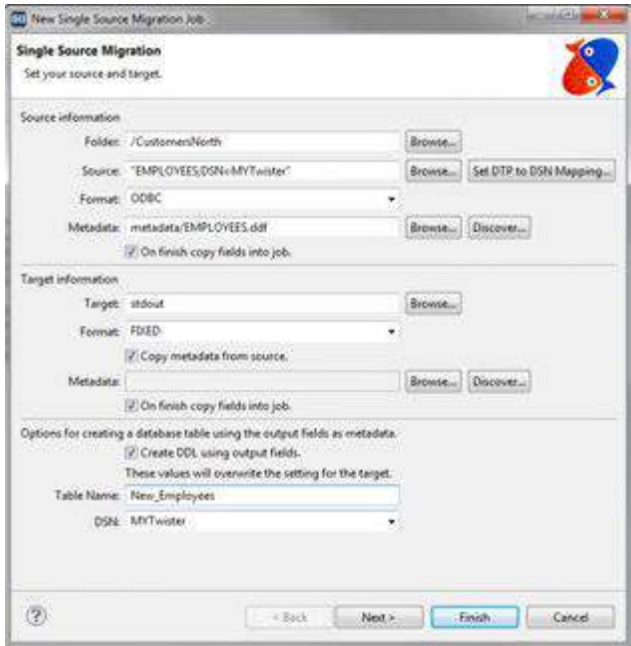 New Single Source Migration Job
Single Source Migration
Set your source and target.
Source information
Folder: /CustomersNorth Browse...
Source: "EMPLOYEES;DSN=MYTwister" Browse... Set DTP to DSN Mapping...
Format: ODBC
Metadata: metadata/EMPLOYEES.ddf Browse... Discover...
On finish copy fields into job.
Target information
Target: stdout Browse...
Format: FIXED
Copy metadata from source.
Metadata: Browse... Discover...
On finish copy fields into job.
Options for creating a database table using the output fields as metadata.
Create DDL using output fields.
These values will overwrite the setting for the target.
Table Name: New_Employees
DSN: MYTwister
? < Back Next > Finish Cancel